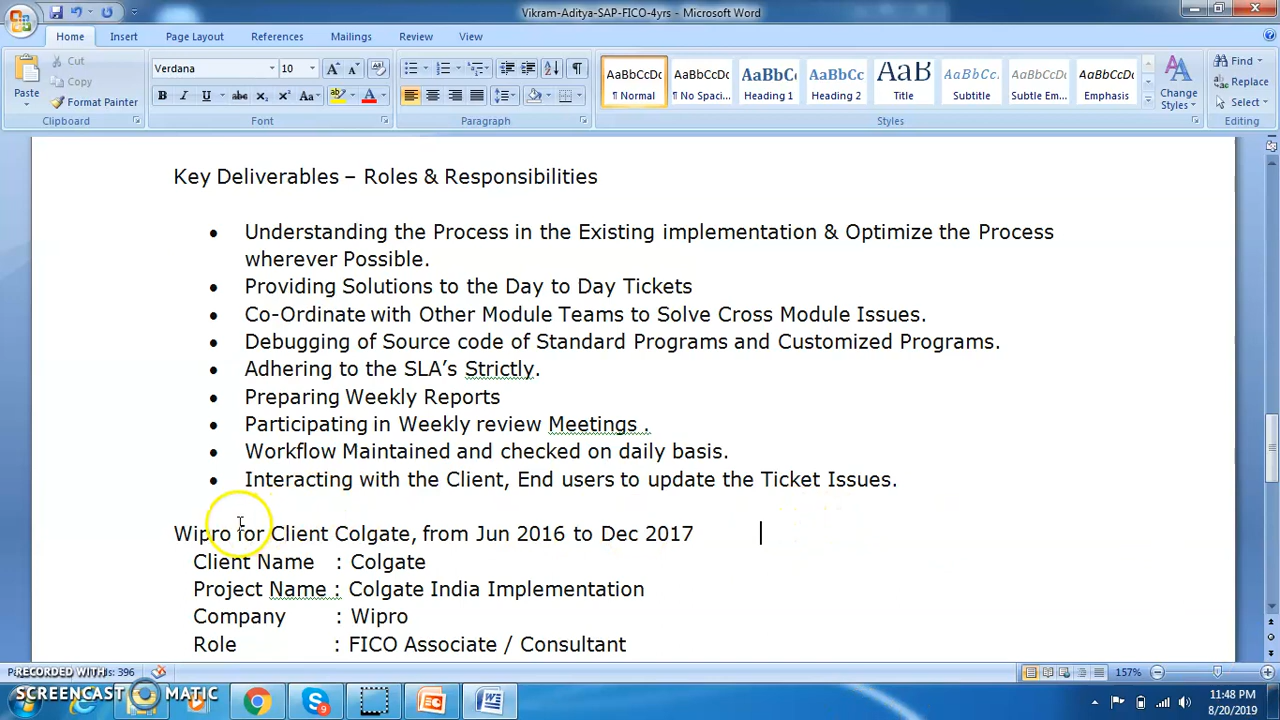 Vikram-Aditya-SAP-FICO-4yrs - Microsoft Word
Home Insert Page Layout References Mailings Review View
Paste
Cut
Copy
Format Painter
Clipboard
Verdana 10
Font
Paragraph
AaBbCcDc AaBbCcDc AaBbC AaBbCc AaB AaBbCc. AaBbCcDc AaBbCcDc
¶ Normal ¶ No Spaci... Heading 1 Heading 2 Title Subtitle Subtle Em... Emphasis
Change Styles
Styles
Find
Replace
Select
Editing
Key Deliverables – Roles & Responsibilities
• Understanding the Process in the Existing implementation & Optimize the Process
wherever Possible.
• Providing Solutions to the Day to Day Tickets
• Co-Ordinate with Other Module Teams to Solve Cross Module Issues.
• Debugging of Source code of Standard Programs and Customized Programs.
• Adhering to the SLA’s Strictly.
• Preparing Weekly Reports
• Participating in Weekly review Meetings .
• Workflow Maintained and checked on daily basis.
• Interacting with the Client, End users to update the Ticket Issues.
Wipro for Client Colgate, from Jun 2016 to Dec 2017
Client Name : Colgate
Project Name : Colgate India Implementation
Company : Wipro
Role : FICO Associate / Consultant
396
157%
RECORDED WITH
SCREENCAST MATIC
11:48 PM
8/20/2019